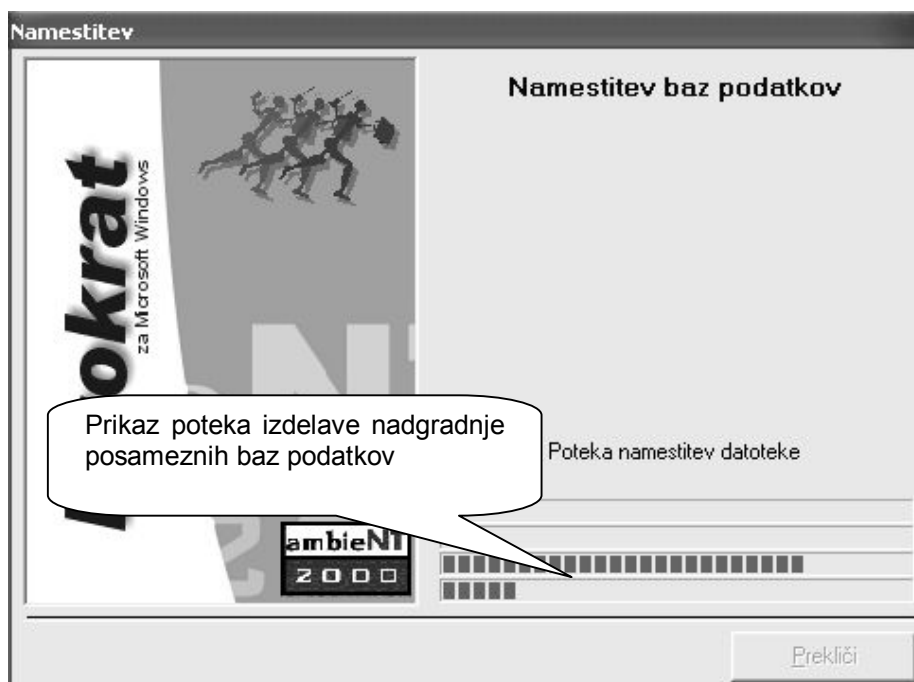 Namestitev
Namestitev baz podatkov
okrat
za Microsoft Windows
Prikaz poteka izdelave nadgradnje
posameznih baz podatkov
Poteka namestitev datoteke
ambieNT
2000
Prekliči